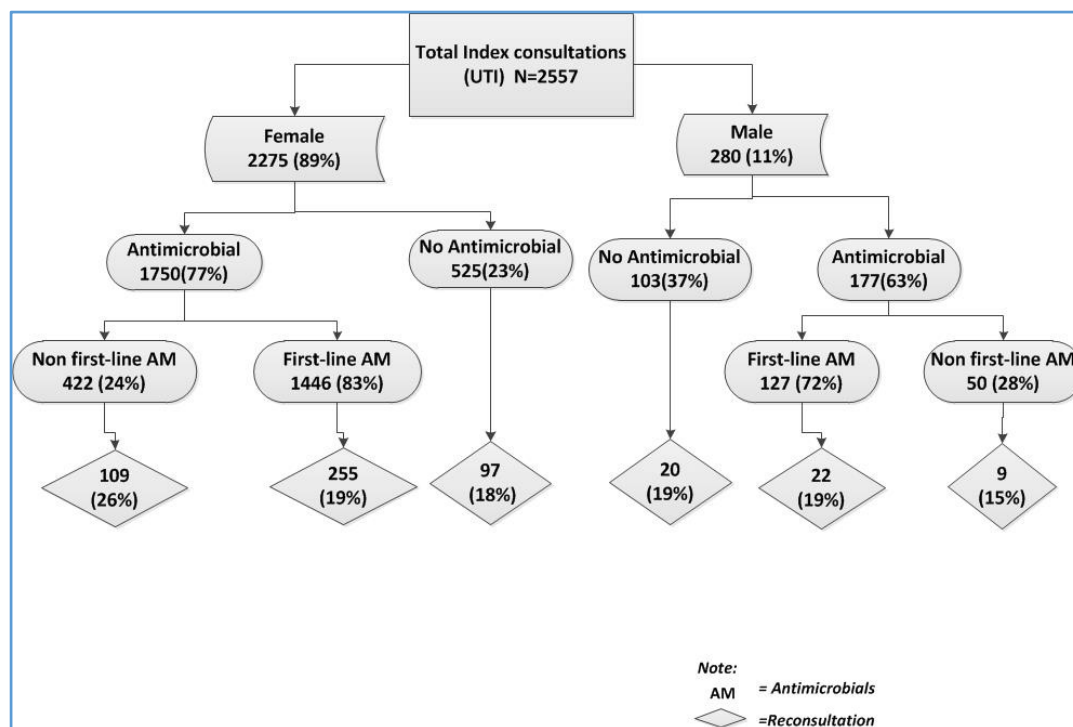 Total Index consultations
(UTI) N=2557
Female
2275 (89%)
Male
280 (11%)
Antimicrobial
1750(77%)
No Antimicrobial
525(23%)
No Antimicrobial
103(37%)
Antimicrobial
177(63%)
Non first-line AM
422 (24%)
First-line AM
1446 (83%)
First-line AM
127 (72%)
Non first-line AM
50 (28%)
109
(26%)
255
(19%)
97
(18%)
20
(19%)
22
(19%)
9
(15%)
Note:
AM = Antimicrobials
=Reconsultation